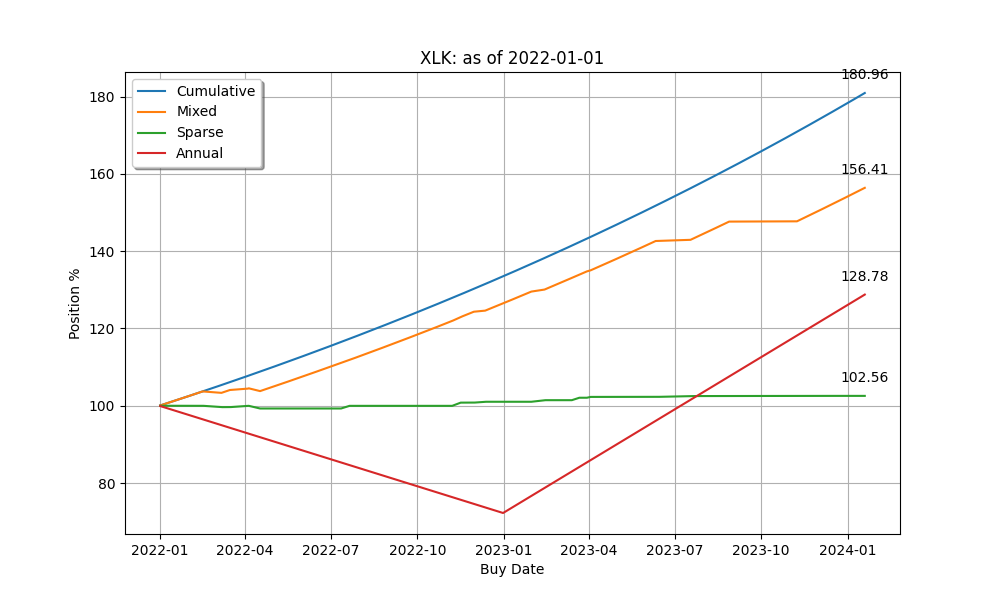 XLK: as of 2022-01-01
180.96
180
Cumulative
Mixed
Sparse
Annual
160
156.41
140
128.78
120
102.56
100
80
Position %
2022-01 2022-04 2022-07 2022-10 2023-01 2023-04 2023-07 2023-10 2024-01
Buy Date